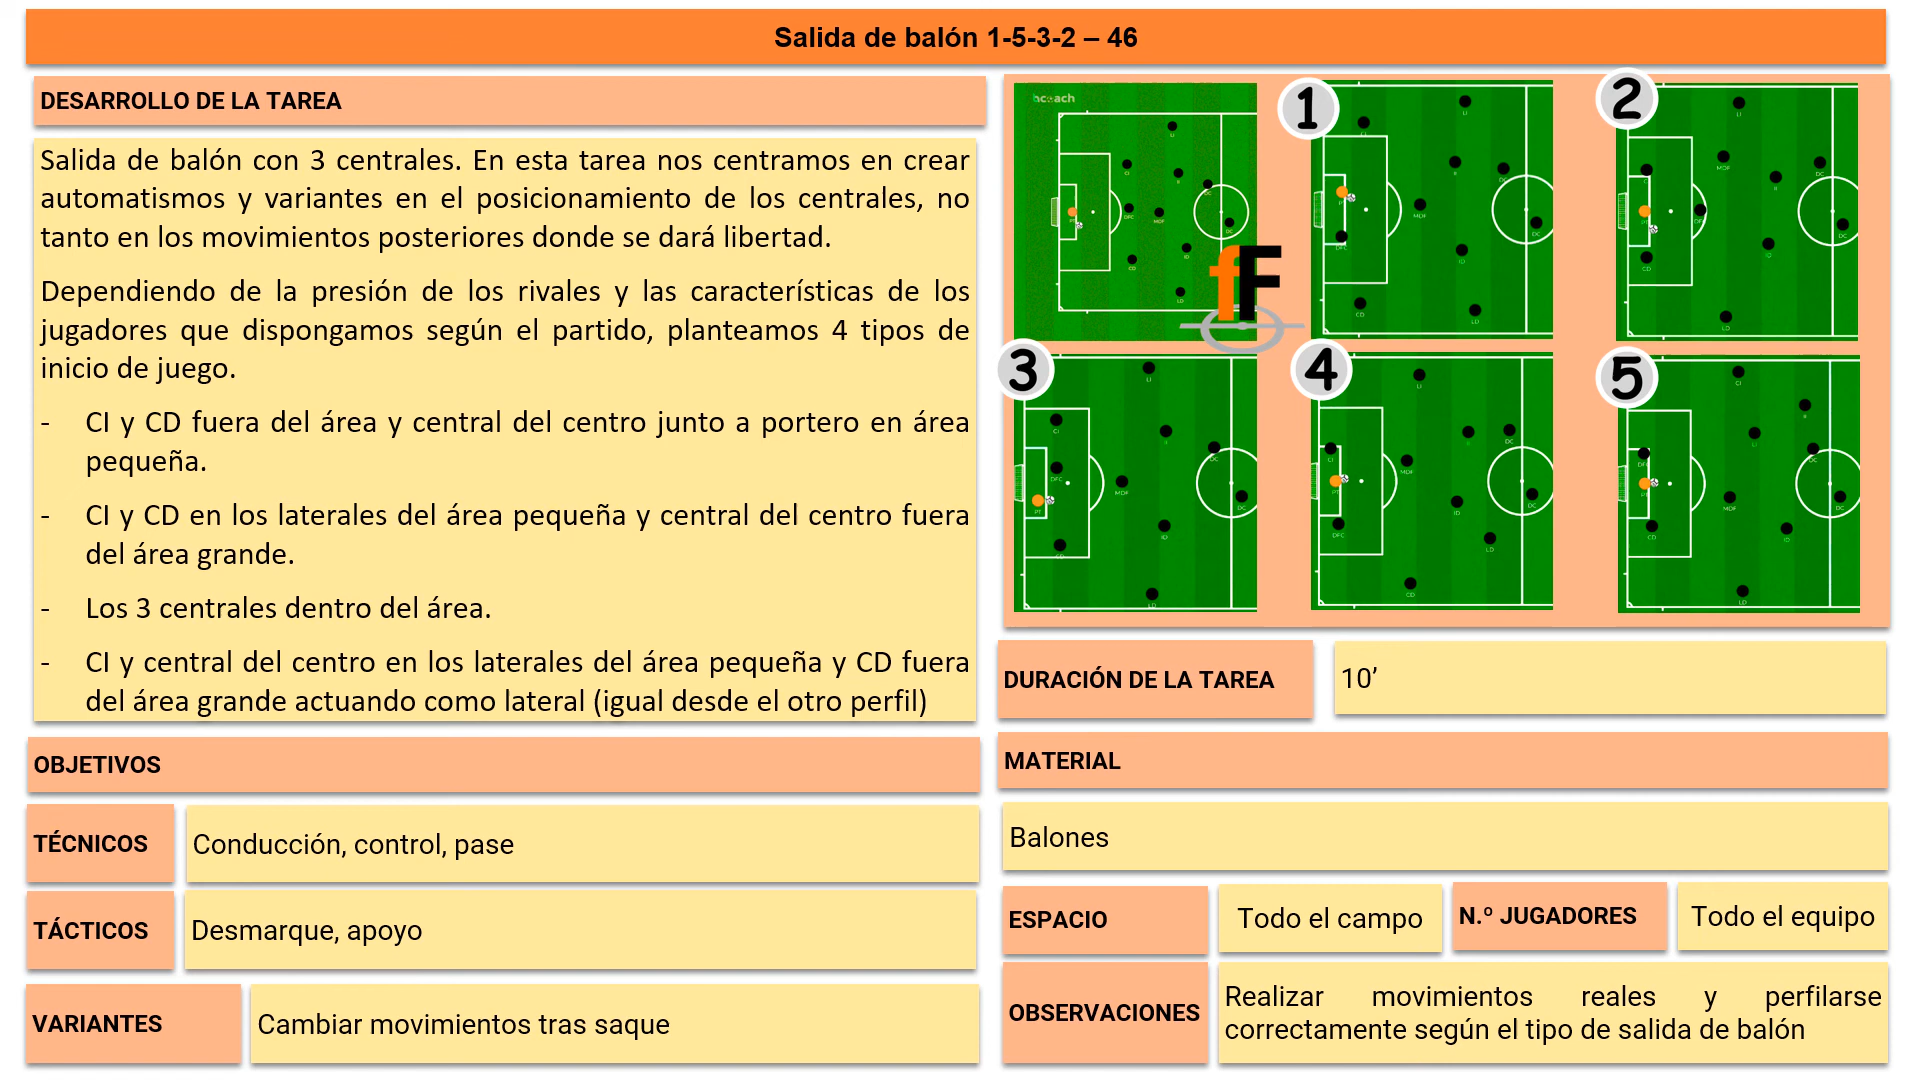 Salida de balón 1-5-3-2 – 46
DESARROLLO DE LA TAREA
Salida de balón con 3 centrales. En esta tarea nos centramos en crear
automatismos y variantes en el posicionamiento de los centrales, no
tanto en los movimientos posteriores donde se dará libertad.
Dependiendo de la presión de los rivales y las características de los
jugadores que dispongamos según el partido, planteamos 4 tipos de
inicio de juego.
- CI y CD fuera del área y central del centro junto a portero en área
pequeña.
- CI y CD en los laterales del área pequeña y central del centro fuera
del área grande.
- Los 3 centrales dentro del área.
- CI y central del centro en los laterales del área pequeña y CD fuera
del área grande actuando como lateral (igual desde el otro perfil)
1
2
fF
3
4
5
DURACIÓN DE LA TAREA
10’
OBJETIVOS
MATERIAL
TÉCNICOS
Conducción, control, pase
Balones
TÁCTICOS
Desmarque, apoyo
ESPACIO
Todo el campo
N.º JUGADORES
Todo el equipo
VARIANTES
Cambiar movimientos tras saque
OBSERVACIONES
Realizar movimientos reales y perfilarse
correctamente según el tipo de salida de balón